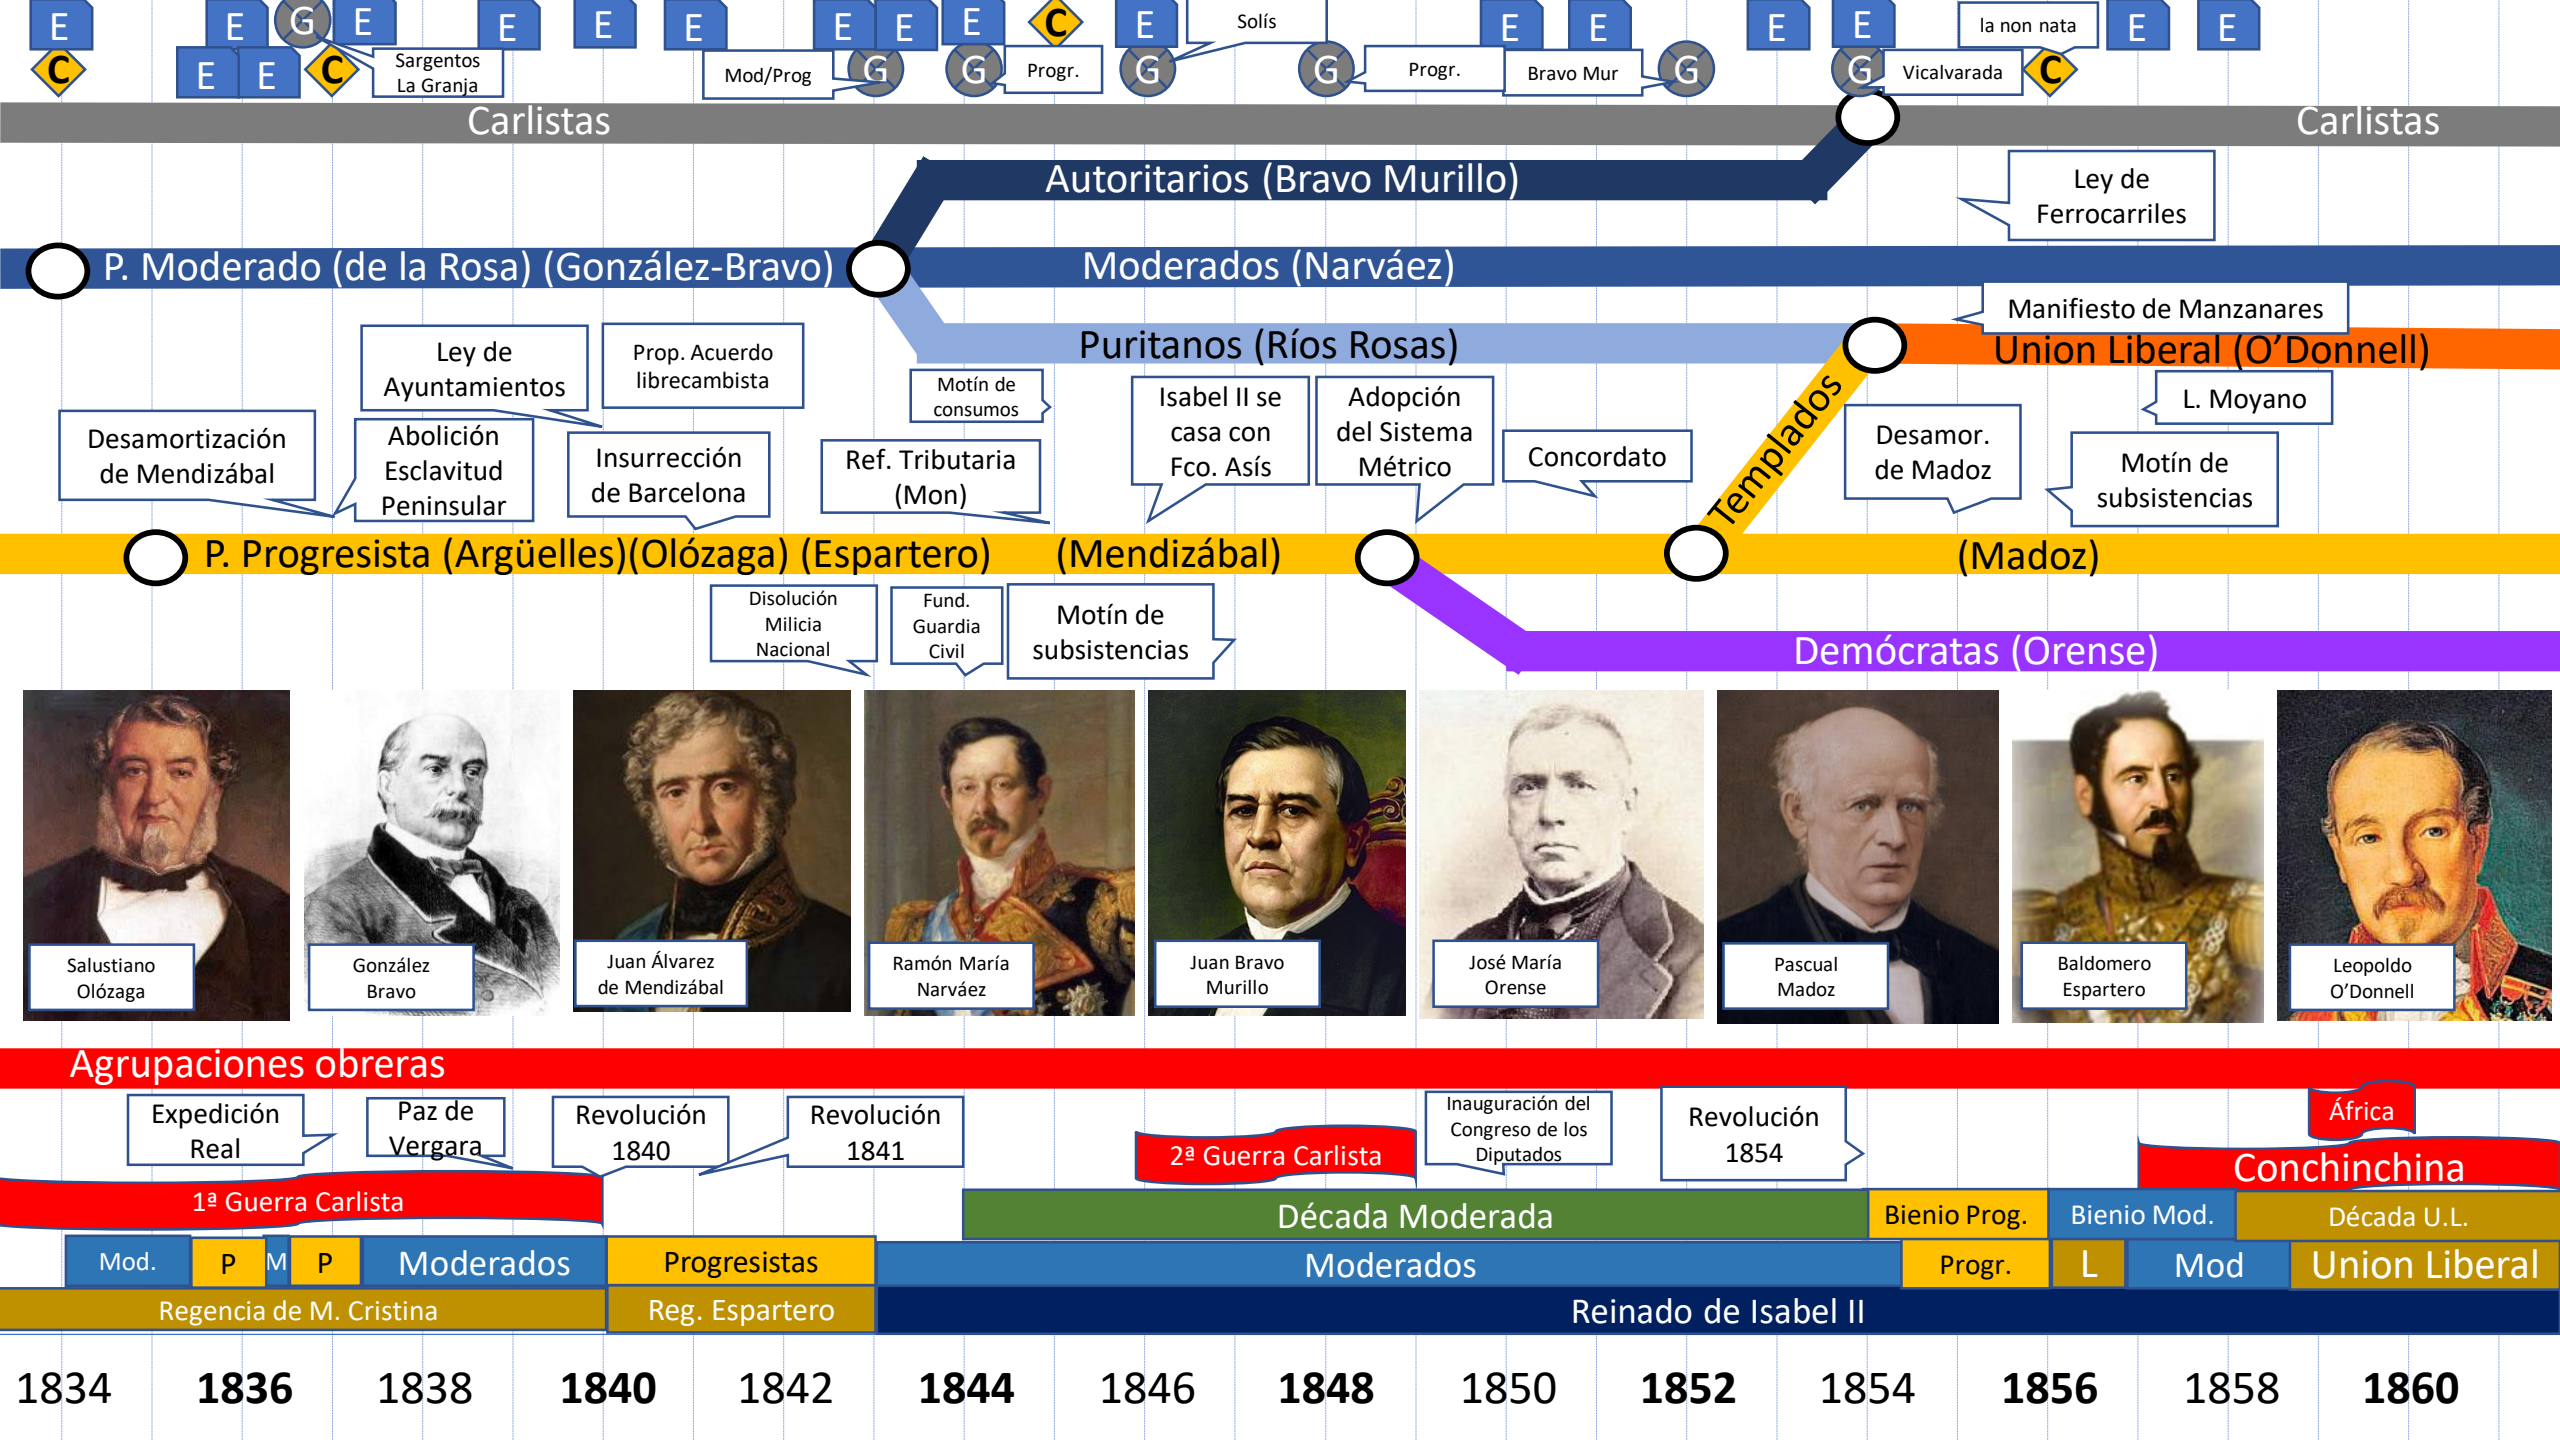 E
E
G
E
E
E
E
E
E
E
C
E
Solís
E
E
E
E
la non nata
E
E
C
E
E
C
Sargentos
La Granja
Mod/Prog
G
G
Progr.
G
G
Progr.
Bravo Mur
G
G
Vicalvarada
C
Carlistas
Carlistas
Autoritarios (Bravo Murillo)
Ley de
Ferrocarriles
P. Moderado (de la Rosa) (González-Bravo)
Moderados (Narváez)
Manifiesto de Manzanares
Puritanos (Ríos Rosas)
Union Liberal (O’Donnell)
Ley de
Ayuntamientos
Prop. Acuerdo
librecambista
Motín de
consumos
Isabel II se
casa con
Fco. Asís
Adopción
del Sistema
Métrico
Templados
L. Moyano
Desamortización
de Mendizábal
Abolición
Esclavitud
Peninsular
Insurrección
de Barcelona
Ref. Tributaria
(Mon)
Concordato
Desamor.
de Madoz
Motín de
subsistencias
P. Progresista (Argüelles)(Olózaga) (Espartero)
(Mendizábal)
(Madoz)
Disolución
Milicia
Nacional
Fund.
Guardia
Civil
Motín de
subsistencias
Demócratas (Orense)
Salustiano
Olózaga
González
Bravo
Juan Álvarez
de Mendizábal
Ramón María
Narváez
Juan Bravo
Murillo
José María
Orense
Pascual
Madoz
Baldomero
Espartero
Leopoldo
O’Donnell
Agrupaciones obreras
Expedición
Real
Paz de
Vergara
Revolución
1840
Revolución
1841
2ª Guerra Carlista
Inauguración del
Congreso de los
Diputados
Revolución
1854
África
Conchinchina
1ª Guerra Carlista
Década Moderada
Bienio Prog.
Bienio Mod.
Década U.L.
Mod.
P
M
P
Moderados
Progresistas
Moderados
Progr.
L
Mod
Union Liberal
Regencia de M. Cristina
Reg. Espartero
Reinado de Isabel II
1834 1836 1838 1840 1842 1844 1846 1848 1850 1852 1854 1856 1858 1860